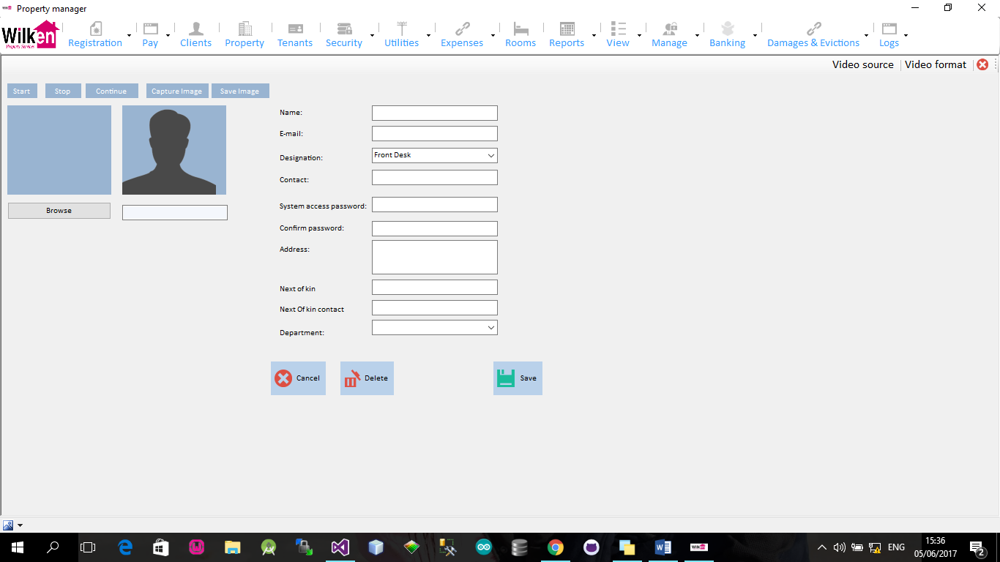 Property manager
Wilken
Property Services
Registration Pay Clients Property Tenants Security Utilities Expenses Rooms Reports View Manage Banking Damages & Evictions Logs
Video source Video format
Start Stop Continue Capture Image Save Image
Name:
E-mail:
Designation: Front Desk
Contact:
System access password:
Browse
Confirm password:
Address:
Next of kin
Next Of kin contact
Department:
Cancel Delete Save
ENG
15:36
05/06/2017
2